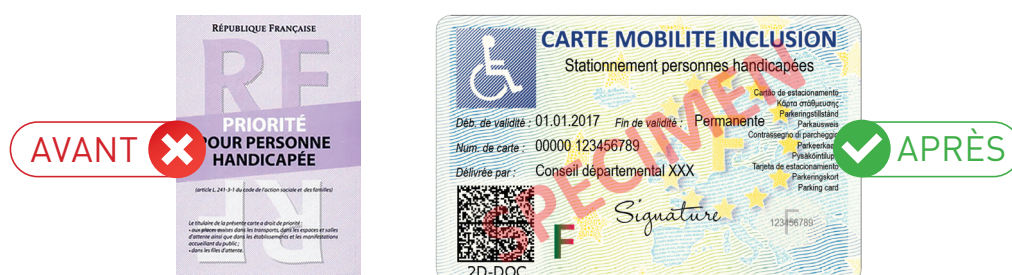 AVANT
RÉPUBLIQUE FRANÇAISE
RF
PRIORITÉ
POUR PERSONNE
HANDICAPÉE
(article L. 241-3-1 du code de l'action sociale et des familles)
Le titulaire de la présente carte a droit de priorité :
• aux places assises dans les transports, dans les espaces et salles
d'attente ainsi que dans les établissements et les manifestations
accueillant du public ;
• dans les files d'attente.
CARTE MOBILITE INCLUSION
Stationnement personnes handicapées
Déb. de validité : 01.01.2017 Fin de validité : Permanente
Num. de carte : 00000 123456789
Délivrée par : Conseil départemental XXX
Cartão de estacionamento
Κάρτα στάθμευσης
Parkeringstillstånd
Parkausweis
Contrassegno di parcheggio
Parkeerkaart
Pysäköintilupa
Tarjeta de estacionamiento
Parkeringskort
Parking card
Signature
F
F
123456789
2D-DOC
SPECIMEN
APRÈS